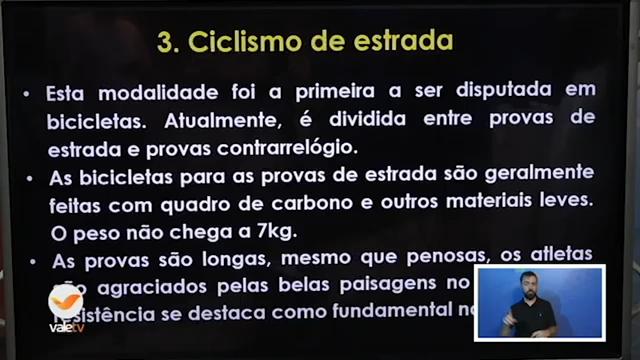 3. Ciclismo de estrada
• Esta modalidade foi a primeira a ser disputada em
bicicletas. Atualmente, é dividida entre provas de
estrada e provas contrarrelógio.
• As bicicletas para as provas de estrada são geralmente
feitas com quadro de carbono e outros materiais leves.
O peso não chega a 7kg.
• As provas são longas, mesmo que penosas, os atletas
agraciados pelas belas paisagens no
se destaca como fundamental
valetv